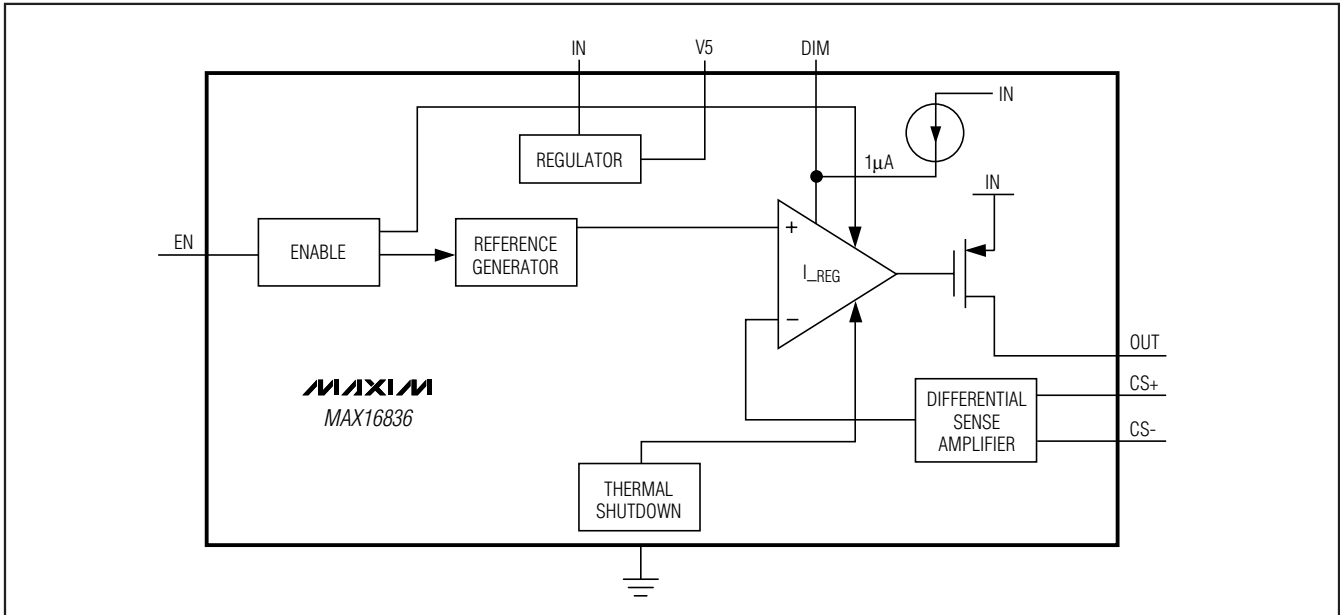 IN
V5
DIM
IN
REGULATOR
1µA
IN
EN
ENABLE
REFERENCE
GENERATOR
+
I_REG
−
OUT
CS+
CS-
DIFFERENTIAL
SENSE
AMPLIFIER
MAXIM
MAX16836
THERMAL
SHUTDOWN